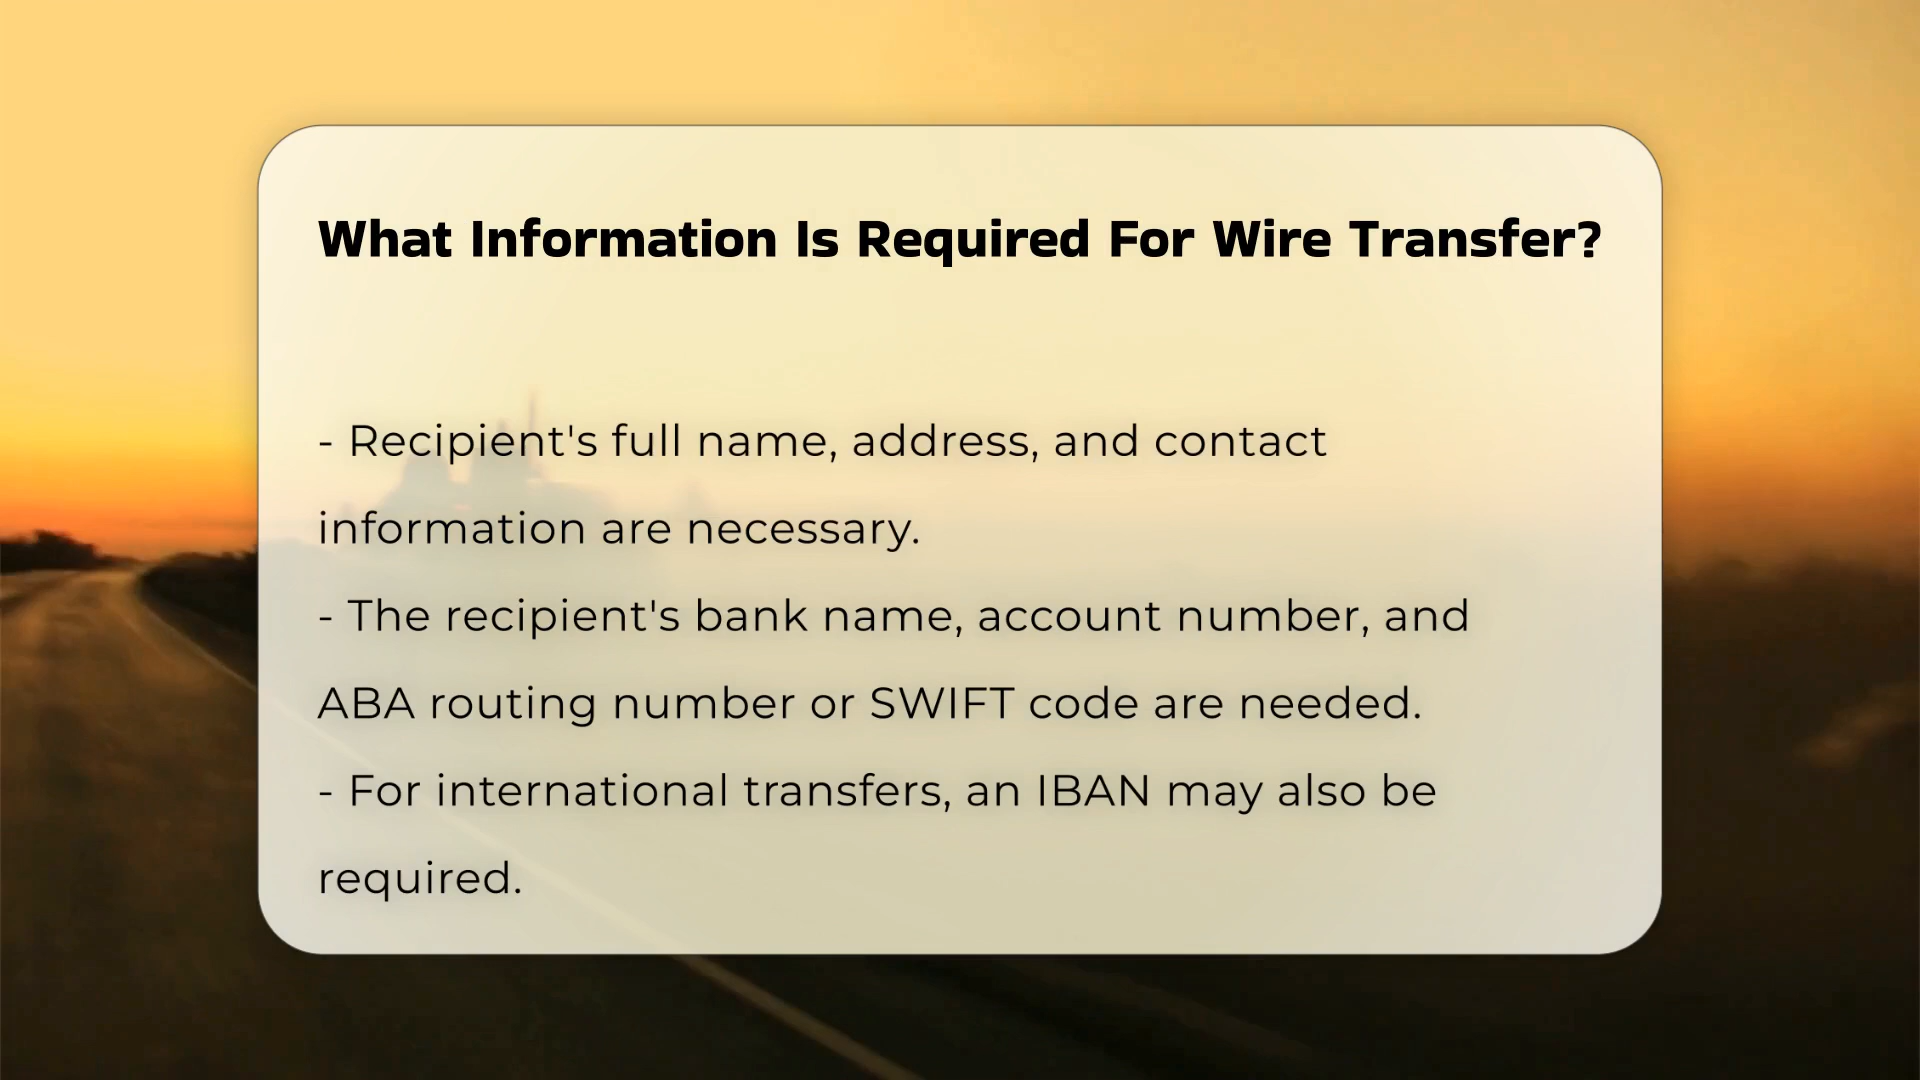 What Information Is Required For Wire Transfer?
- Recipient's full name, address, and contact
information are necessary.
- The recipient's bank name, account number, and
ABA routing number or SWIFT code are needed.
- For international transfers, an IBAN may also be
required.